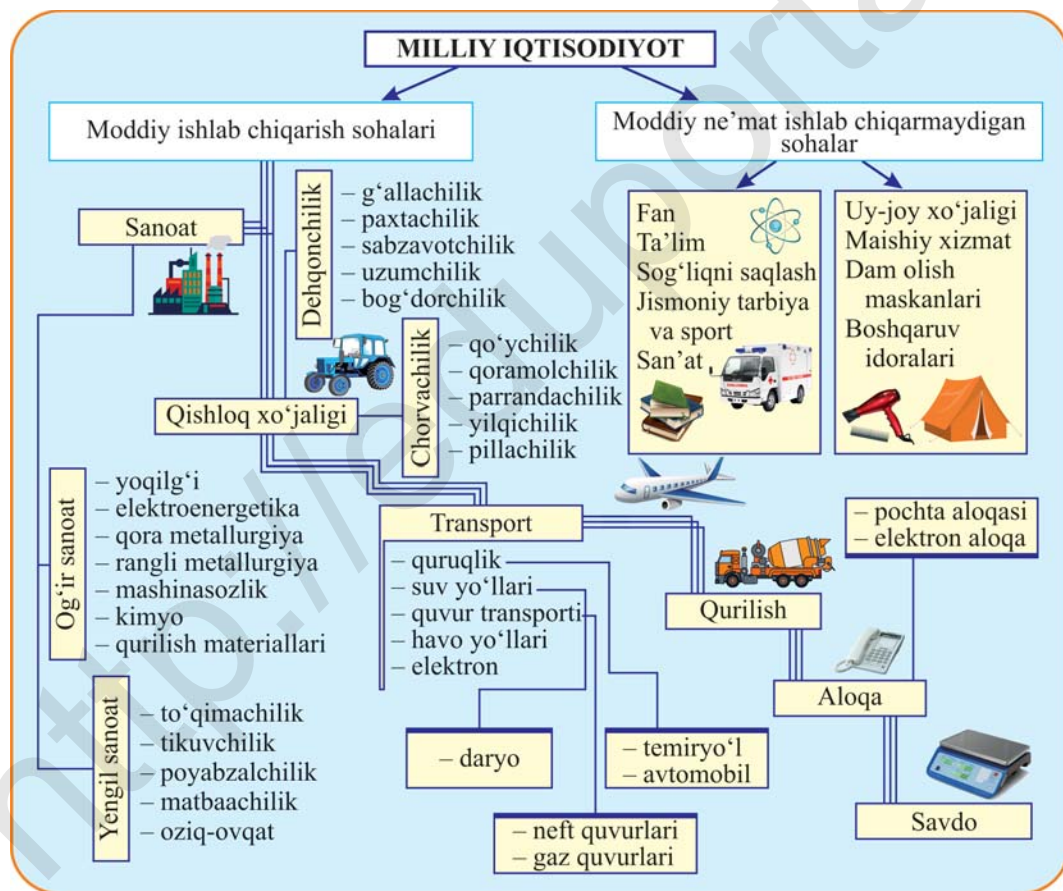 MILLIY IQTISODIYOT
Moddiy ishlab chiqarish sohalari
Moddiy ne’mat ishlab chiqarmaydigan
sohalar
Sanoat
Dehqonchilik
– g‘allachilik
– paxtachilik
– sabzavotchilik
– uzumchilik
– bog‘dorchilik
Fan
Ta’lim
Sog‘liqni saqlash
Jismoniy tarbiya
va sport
San’at
Uy-joy xo‘jaligi
Maishiy xizmat
Dam olish
maskanlari
Boshqaruv
idoralari
Qishloq xo‘jaligi
Chorvachilik
– qo‘ychilik
– qoramolchilik
– parrandachilik
– yilqichilik
– pillachilik
Og‘ir sanoat
– yoqilg‘i
– elektroenergetika
– qora metallurgiya
– rangli metallurgiya
– mashinasozlik
– kimyo
– qurilish materiallari
Transport
– quruqlik
– suv yo‘llari
– quvur transporti
– havo yo‘llari
– elektron
– pochta aloqasi
– elektron aloqa
Qurilish
Aloqa
Yengil sanoat
– to‘qimachilik
– tikuvchilik
– poyabzalchilik
– matbaachilik
– oziq-ovqat
– daryo
– temiryo‘l
– avtomobil
– neft quvurlari
– gaz quvurlari
Savdo
http://eduporta